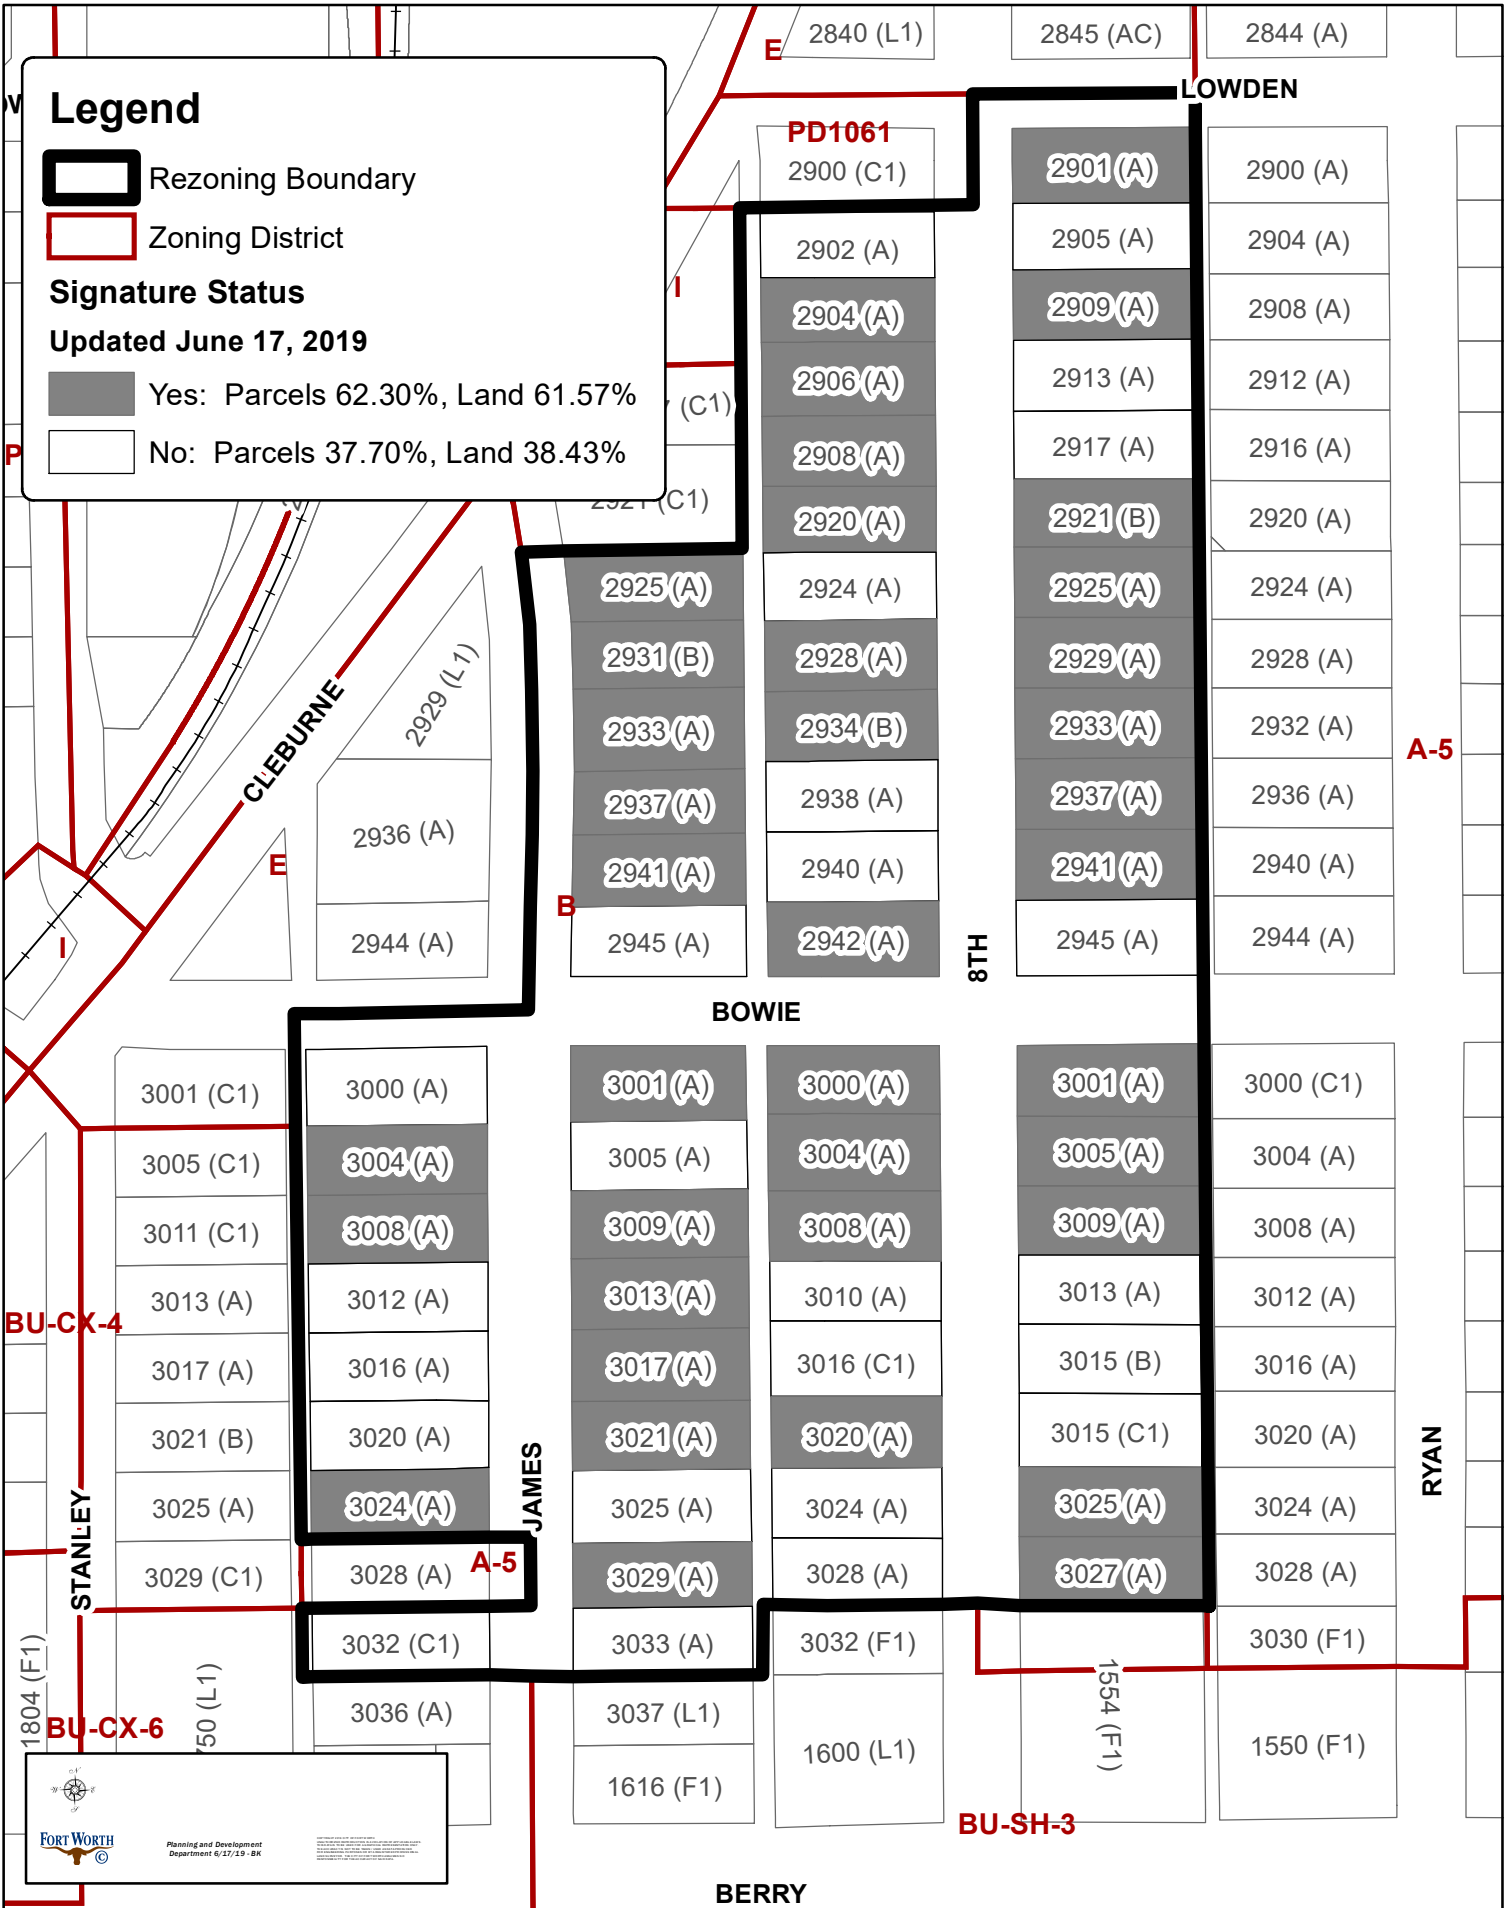 2840 (L1)
2845 (AC)
2844 (A)
E
LOWDEN
Legend
Rezoning Boundary
Zoning District
Signature Status
Updated June 17, 2019
Yes: Parcels 62.30%, Land 61.57%
No: Parcels 37.70%, Land 38.43%
PD1061
2900 (C1)
2901 (A)
2900 (A)
2902 (A)
2905 (A)
2904 (A)
I
2904 (A)
2909 (A)
2908 (A)
2906 (A)
2913 (A)
2912 (A)
(C1)
P
2908 (A)
2917 (A)
2916 (A)
2921 (C1)
2920 (A)
2921 (B)
2920 (A)
2925 (A)
2924 (A)
2925 (A)
2924 (A)
2929 (L1)
2931 (B)
2928 (A)
2929 (A)
2928 (A)
CLEBURNE
2933 (A)
2934 (B)
2933 (A)
2932 (A)
A-5
2936 (A)
2937 (A)
2938 (A)
2937 (A)
2936 (A)
E
2941 (A)
2940 (A)
2941 (A)
2940 (A)
B
I
2944 (A)
2945 (A)
2942 (A)
8TH
2945 (A)
2944 (A)
BOWIE
3001 (C1)
3000 (A)
3001 (A)
3000 (A)
3001 (A)
3000 (C1)
3005 (C1)
3004 (A)
3005 (A)
3004 (A)
3005 (A)
3004 (A)
3011 (C1)
3008 (A)
3009 (A)
3008 (A)
3009 (A)
3008 (A)
BU-CX-4
3013 (A)
3012 (A)
3013 (A)
3010 (A)
3013 (A)
3012 (A)
3017 (A)
3016 (A)
3017 (A)
3016 (C1)
3015 (B)
3016 (A)
3021 (B)
3020 (A)
3021 (A)
3020 (A)
3015 (C1)
3020 (A)
STANLEY
JAMES
RYAN
3025 (A)
3024 (A)
3025 (A)
3024 (A)
3025 (A)
3024 (A)
3029 (C1)
3028 (A)
A-5
3029 (A)
3028 (A)
3027 (A)
3028 (A)
1804 (F1)
750 (L1)
3032 (C1)
3033 (A)
3032 (F1)
1554 (F1)
3030 (F1)
BU-CX-6
3036 (A)
3037 (L1)
1600 (L1)
1550 (F1)
1616 (F1)
BU-SH-3
N
W
E
S
FORT WORTH
©
Planning and Development
Department 6/17/19 - BK
BERRY